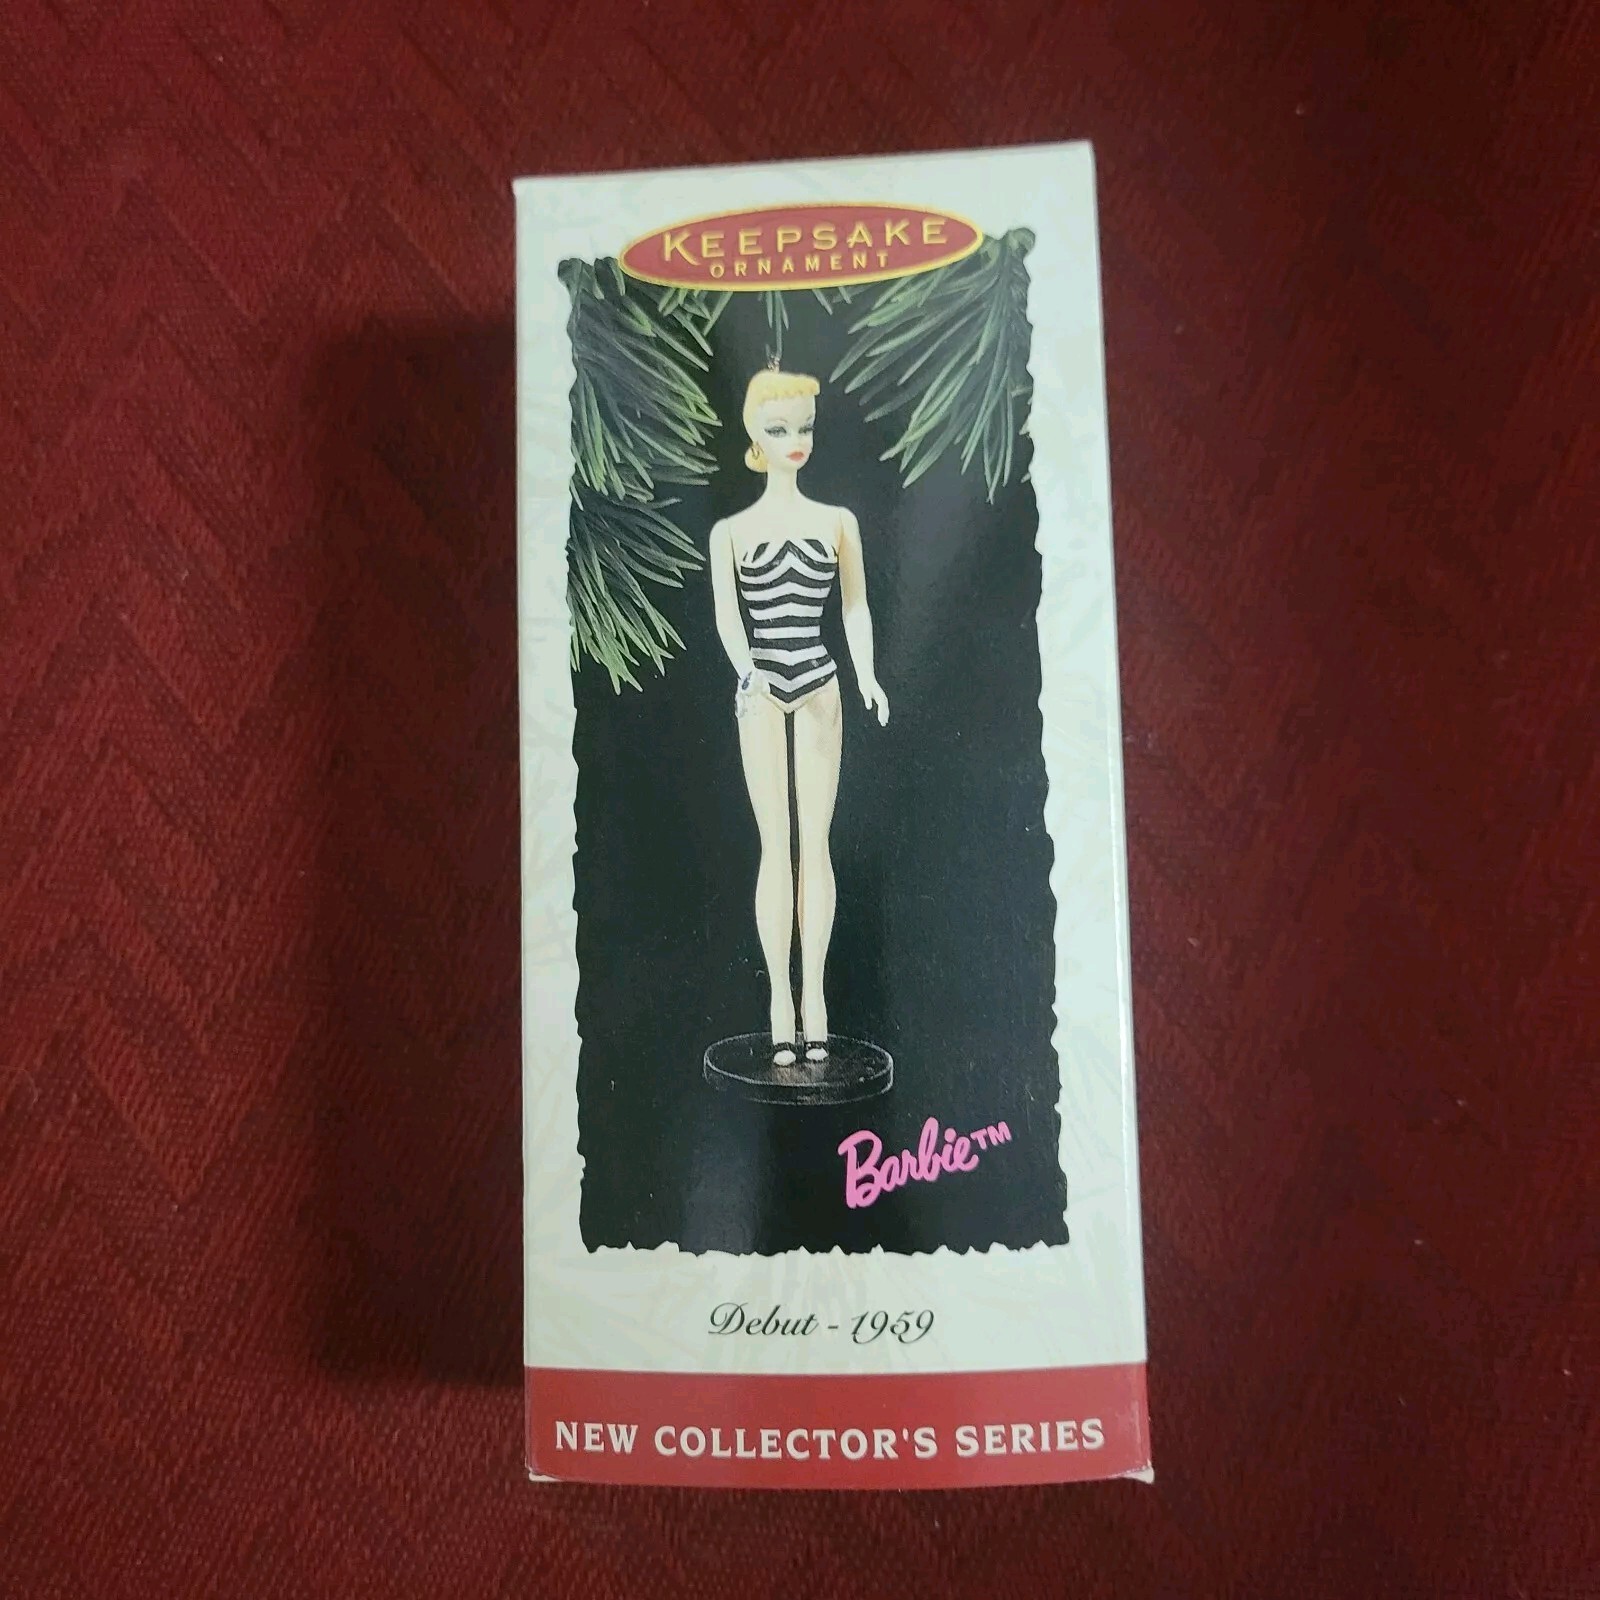 KEEPSAKE
ORNAMENT
Barbie™
Debut - 1959
NEW COLLECTOR'S SERIES